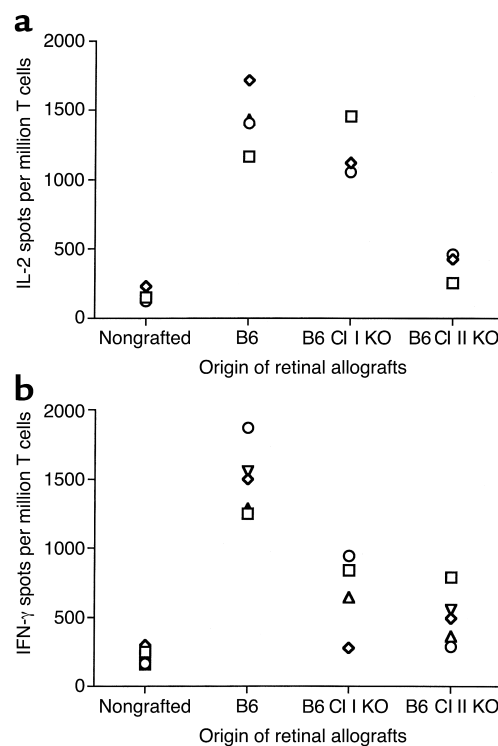 a
2000
1500
1000
500
0
IL-2 spots per million T cells
Nongrafted B6 B6 Cl I KO B6 Cl II KO
Origin of retinal allografts
b
2000
1500
1000
500
0
IFN-γ spots per million T cells
Nongrafted B6 B6 Cl I KO B6 Cl II KO
Origin of retinal allografts